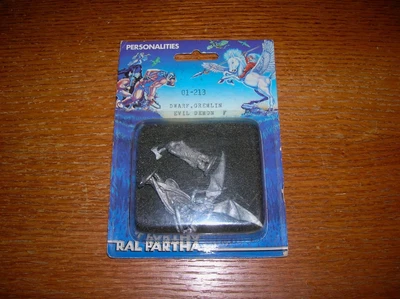 PERSONALITIES
01-213
DWARF, GREMLIN
EVIL DEMON F
RAL PARTHA